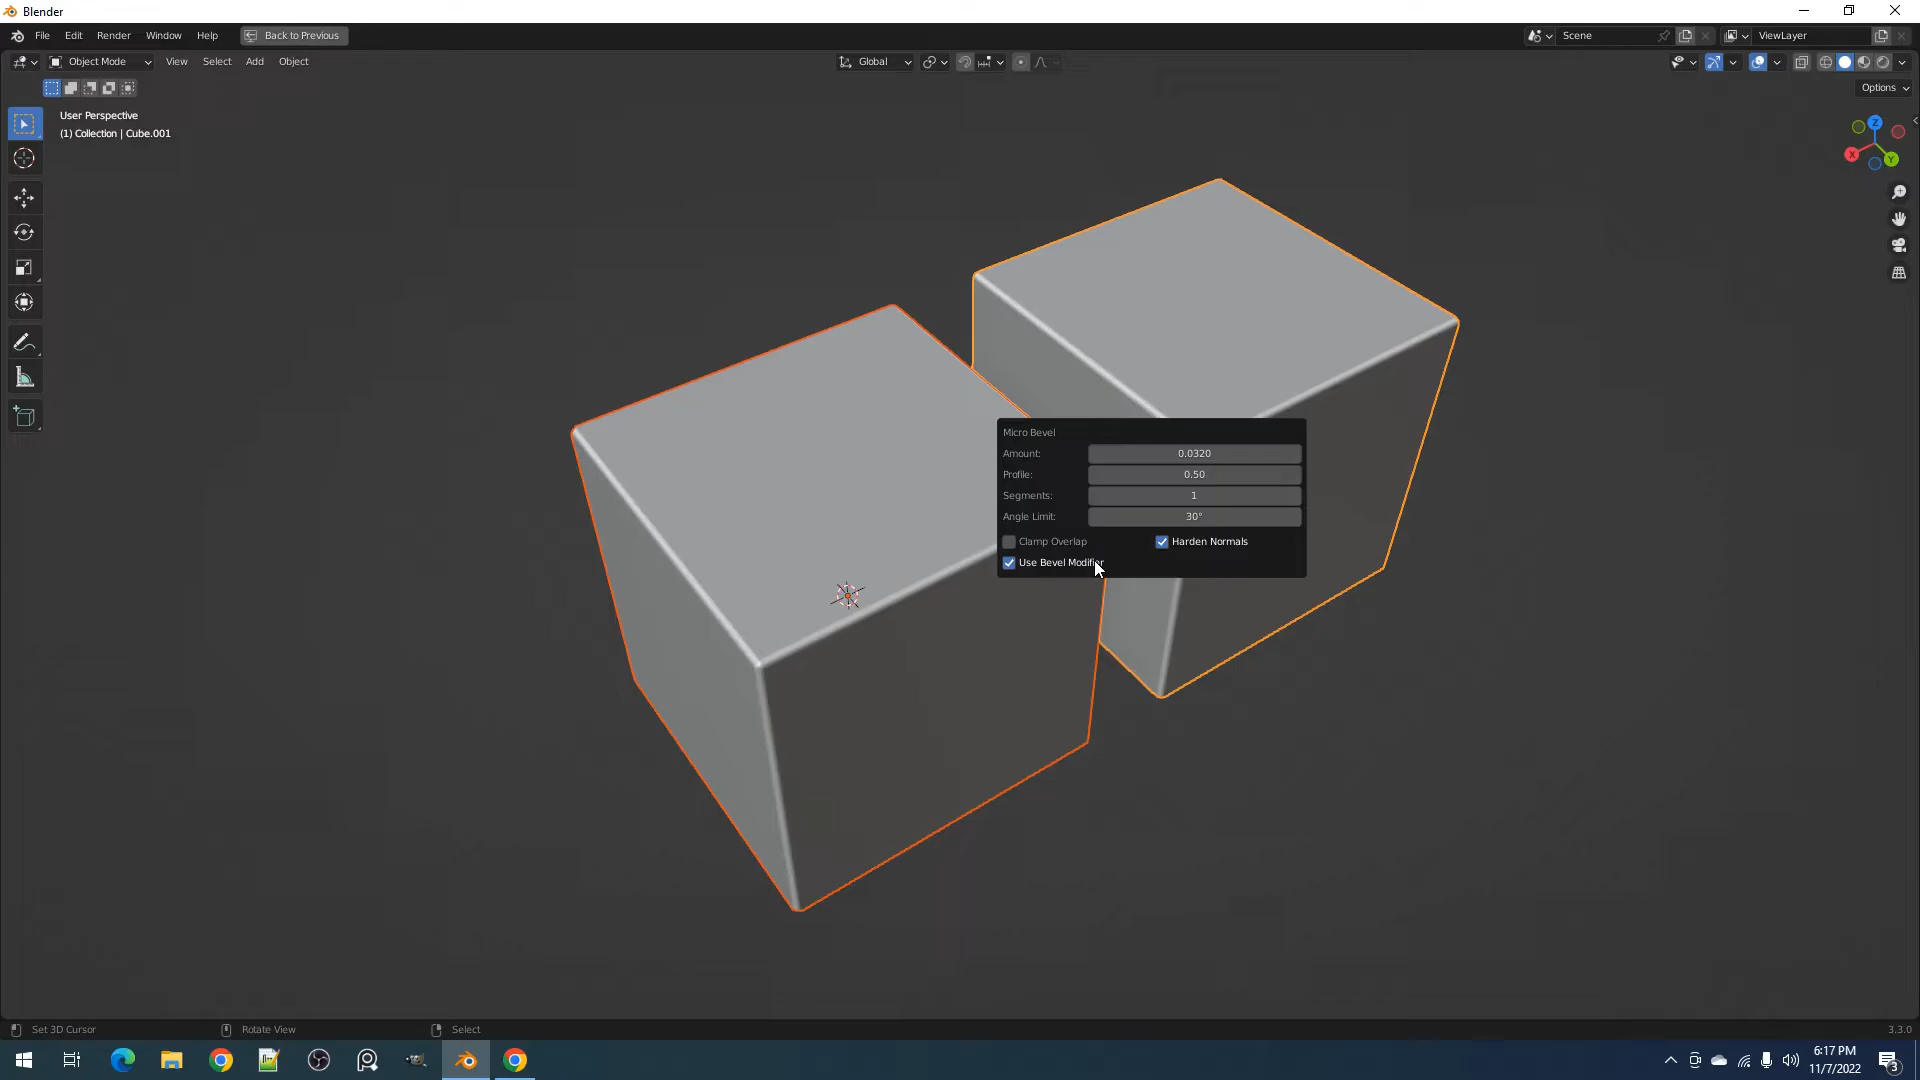 Blender
File Edit Render Window Help Back to Previous Scene ViewLayer
Object Mode View Select Add Object Global
Options
User Perspective
(1) Collection | Cube.001
Z
X
Y
Micro Bevel
Amount: 0.0320
Profile: 0.50
Segments: 1
Angle Limit: 30°
Clamp Overlap Harden Normals
Use Bevel Modifier
Set 3D Cursor Rotate View Select 3.3.0
6:17 PM
11/7/2022
3